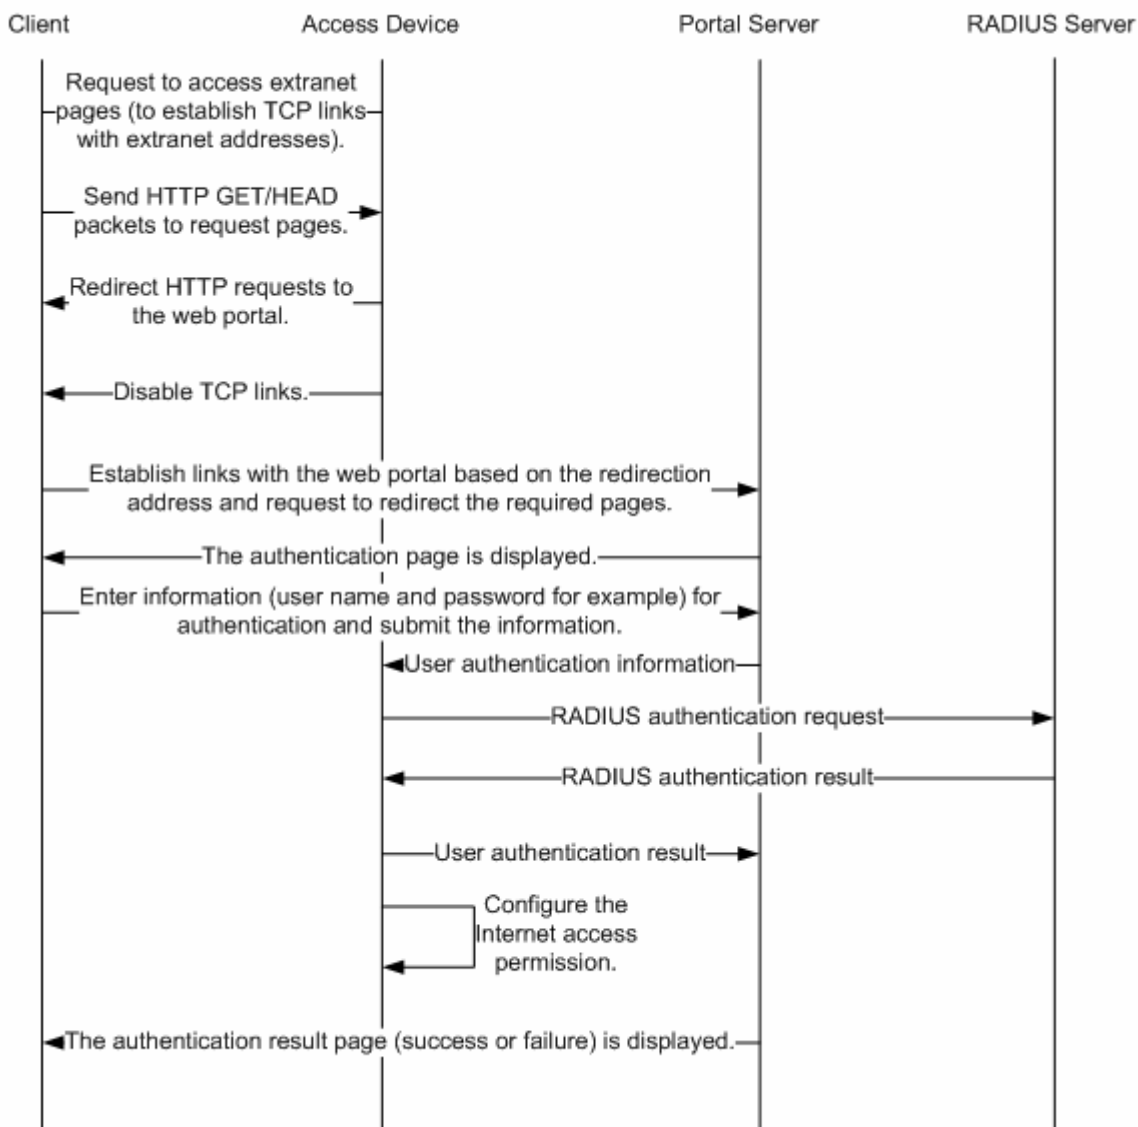 Client
Access Device
Portal Server
RADIUS Server
Request to access extranet
pages (to establish TCP links
with extranet addresses).
Send HTTP GET/HEAD
packets to request pages.
Redirect HTTP requests to
the web portal.
Disable TCP links.
Establish links with the web portal based on the redirection
address and request to redirect the required pages.
The authentication page is displayed.
Enter information (user name and password for example) for
authentication and submit the information.
User authentication information
RADIUS authentication request
RADIUS authentication result
User authentication result
Configure the
Internet access
permission.
The authentication result page (success or failure) is displayed.